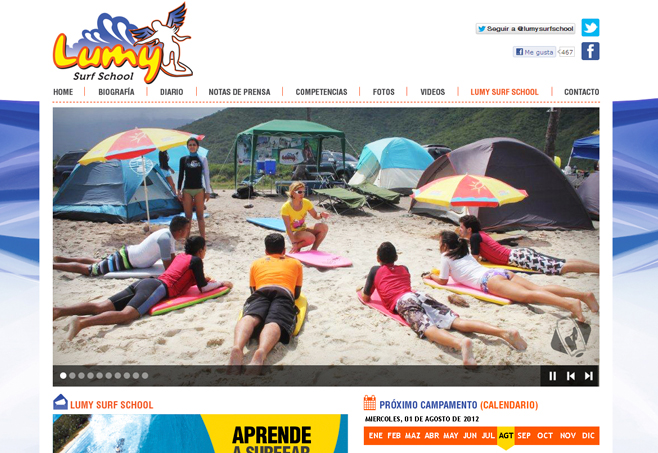 Lumy
Surf School
Seguir a @lumysurfschool
Me gusta 467
HOME BIOGRAFÍA DIARIO NOTAS DE PRENSA COMPETENCIAS FOTOS VIDEOS LUMY SURF SCHOOL CONTACTO
LUMY SURF SCHOOL
APRENDE
A SURFEAR
PRÓXIMO CAMPAMENTO (CALENDARIO)
MIERCOLES, 01 DE AGOSTO DE 2012
ENE FEB MAZ ABR MAY JUN JUL AGT SEP OCT NOV DIC